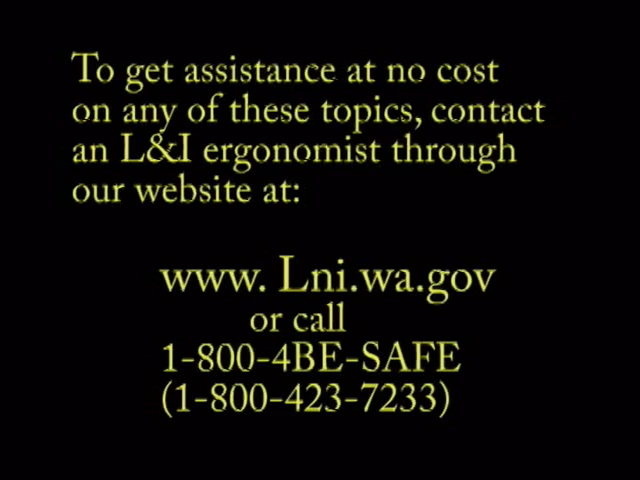 To get assistance at no cost
on any of these topics, contact
an L&I ergonomist through
our website at:
www. Lni.wa.gov
or call
1-800-4BE-SAFE
(1-800-423-7233)